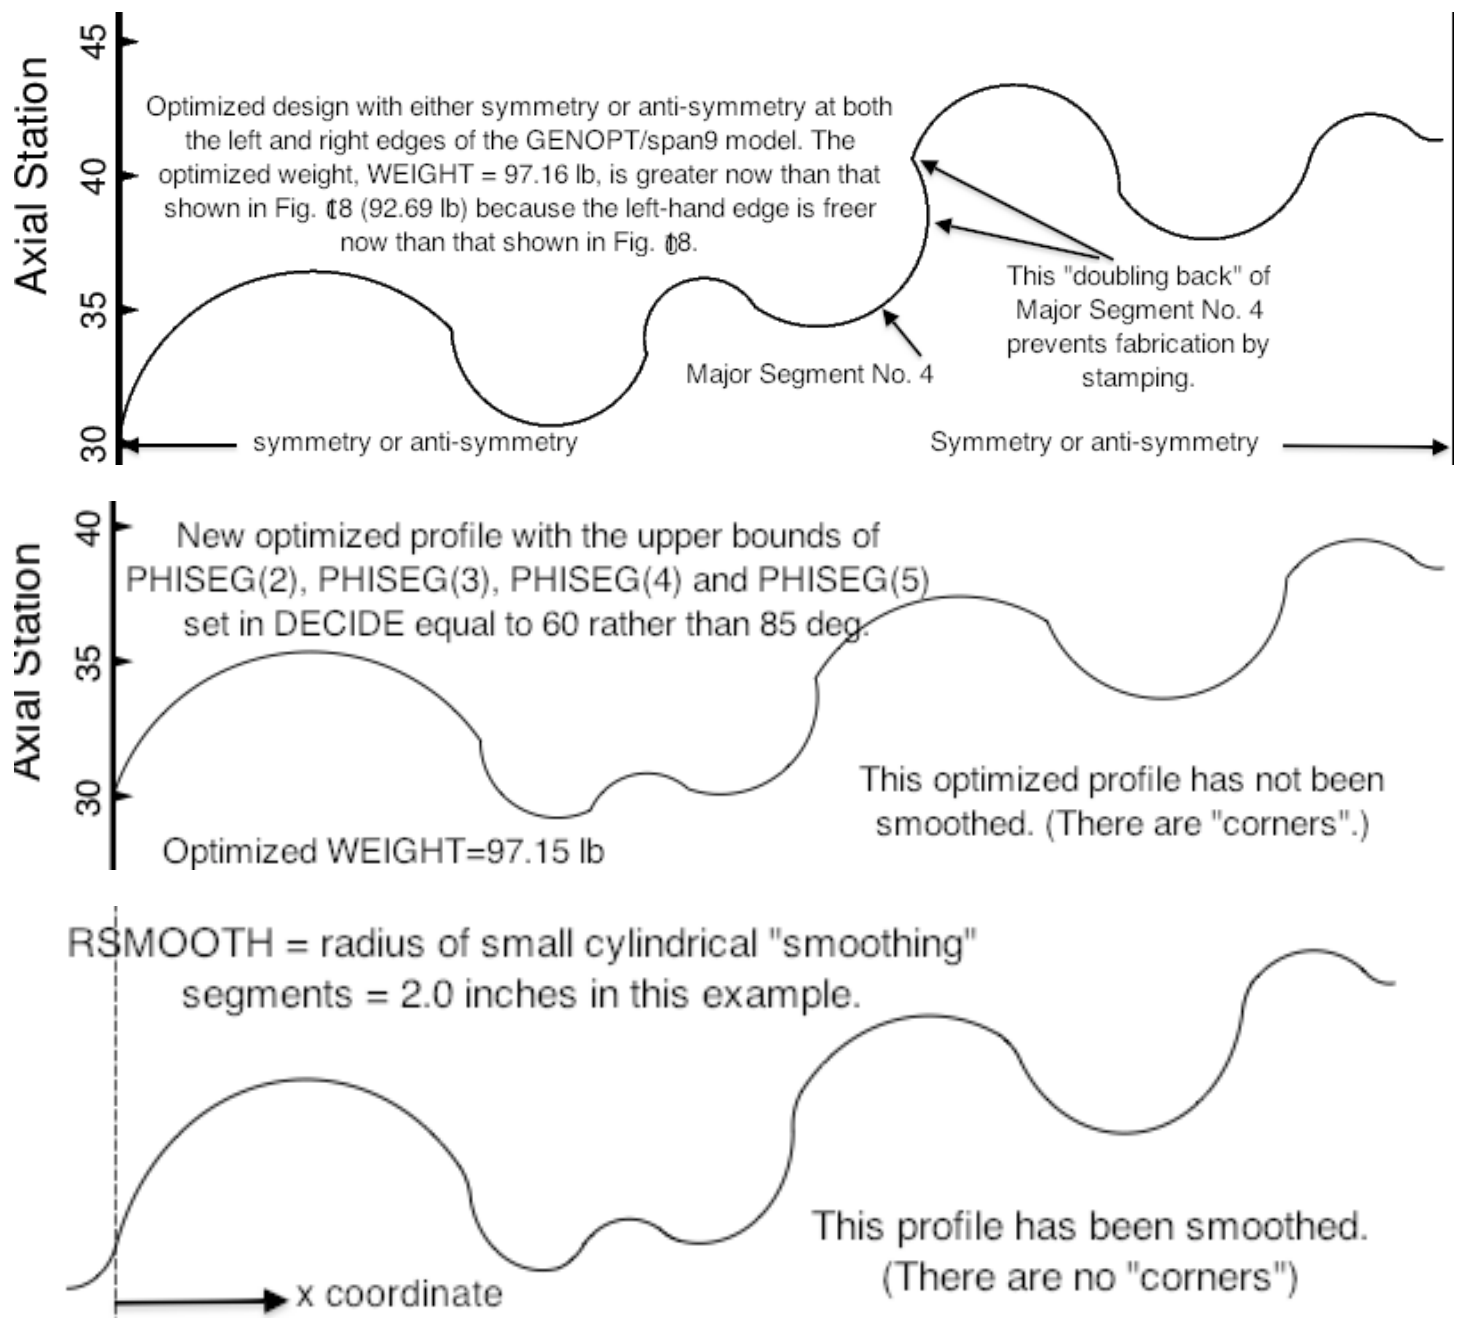 45
40
35
30
Axial Station
Optimized design with either symmetry or anti-symmetry at both
the left and right edges of the GENOPT/span9 model. The
optimized weight, WEIGHT = 97.16 lb, is greater now than that
shown in Fig. 8 (92.69 lb) because the left-hand edge is freer
now than that shown in Fig. 8.
This "doubling back" of
Major Segment No. 4
prevents fabrication by
stamping.
Major Segment No. 4
symmetry or anti-symmetry
Symmetry or anti-symmetry
40
35
30
Axial Station
New optimized profile with the upper bounds of
PHISEG(2), PHISEG(3), PHISEG(4) and PHISEG(5)
set in DECIDE equal to 60 rather than 85 deg.
This optimized profile has not been
smoothed. (There are "corners".)
Optimized WEIGHT=97.15 lb
RSMOOTH = radius of small cylindrical "smoothing"
segments = 2.0 inches in this example.
This profile has been smoothed.
(There are no "corners")
x coordinate